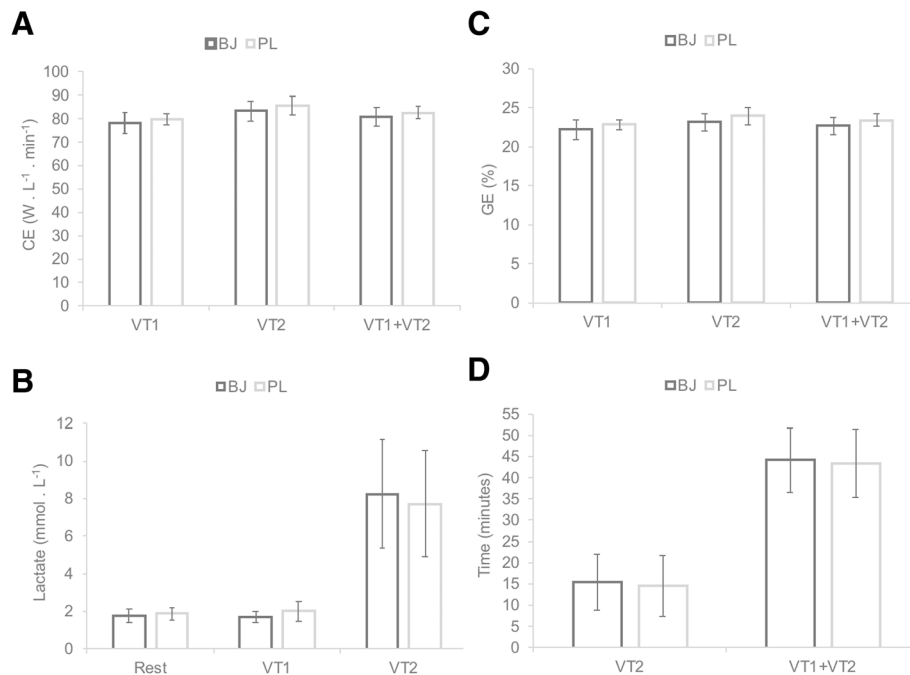 A
BJ PL
CE (W . L-1 . min-1)
100
90
80
70
60
50
40
30
20
10
0
VT1 VT2 VT1+VT2
C
BJ PL
GE (%)
30
25
20
15
10
5
0
VT1 VT2 VT1+VT2
B
BJ PL
Lactate (mmol . L-1)
12
10
8
6
4
2
0
Rest VT1 VT2
D
BJ PL
Time (minutes)
55
50
45
40
35
30
25
20
15
10
5
0
VT2 VT1+VT2